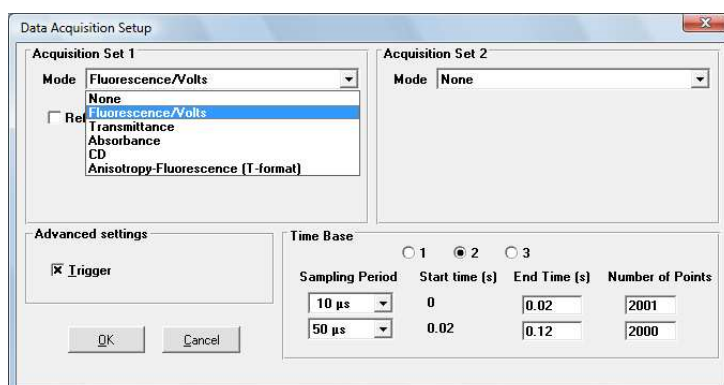 Data Acquisition Setup
Acquisition Set 1
Mode Fluorescence/Volts
None
Fluorescence/Volts
Transmittance
Absorbance
CD
Anisotropy-Fluorescence (T-format)
Acquisition Set 2
Mode None
Advanced settings
Trigger
OK Cancel
Time Base
1 2 3
Sampling Period Start time (s) End Time (s) Number of Points
10 µs 0 0.02 2001
50 µs 0.02 0.12 2000